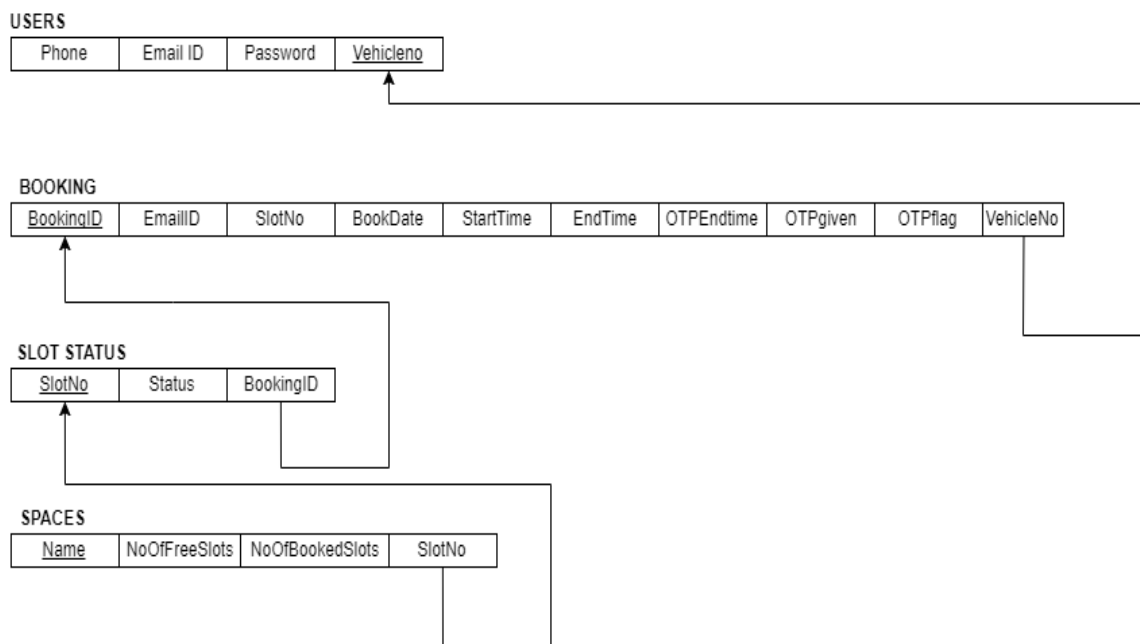 USERS
Phone Email ID Password Vehicleno
BOOKING
BookingID EmailID SlotNo BookDate StartTime EndTime OTPEndtime OTPgiven OTPflag VehicleNo
SLOT STATUS
SlotNo Status BookingID
SPACES
Name NoOfFreeSlots NoOfBookedSlots SlotNo